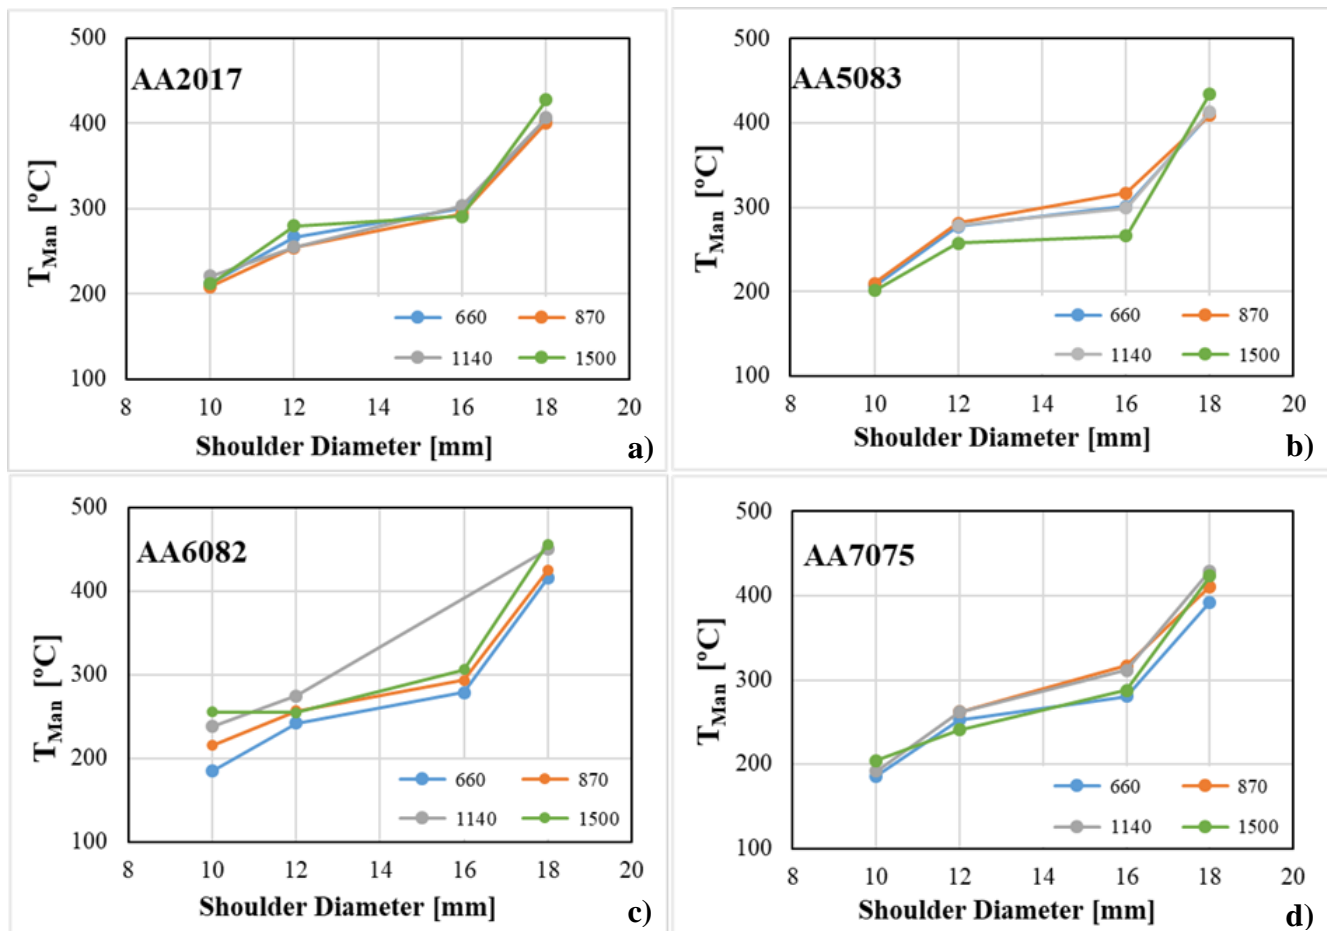 AA2017
500
400
300
200
100
8 10 12 14 16 18 20
T_Man [ºC]
Shoulder Diameter [mm]
660 870
1140 1500
a)
AA5083
500
400
300
200
100
8 10 12 14 16 18 20
T_Man [ºC]
Shoulder Diameter [mm]
660 870
1140 1500
b)
AA6082
500
400
300
200
100
8 10 12 14 16 18 20
T_Man [ºC]
Shoulder Diameter [mm]
660 870
1140 1500
c)
AA7075
500
400
300
200
100
8 10 12 14 16 18 20
T_Man [ºC]
Shoulder Diameter [mm]
660 870
1140 1500
d)